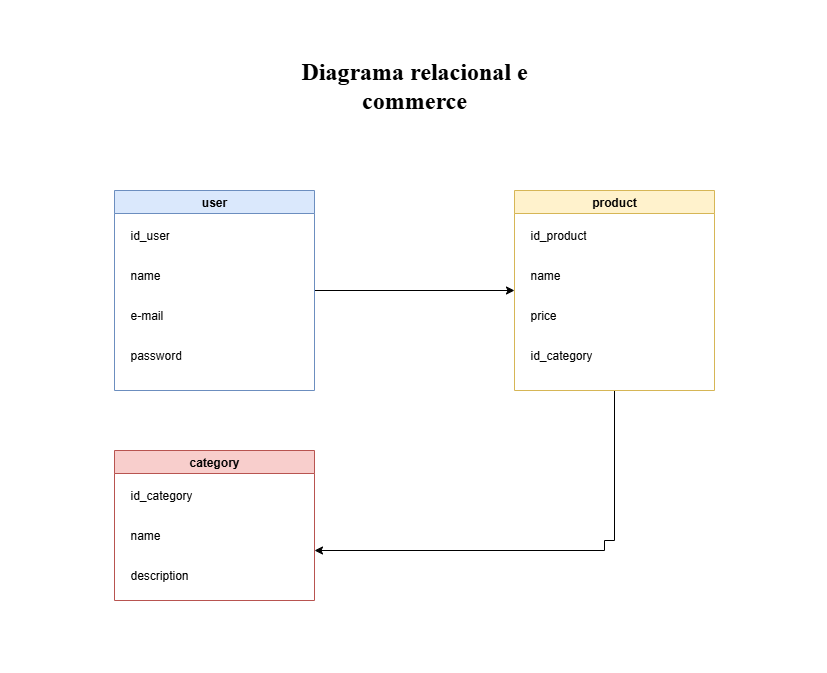 Diagrama relacional e
commerce
user
id_user
name
e-mail
password
product
id_product
name
price
id_category
category
id_category
name
description